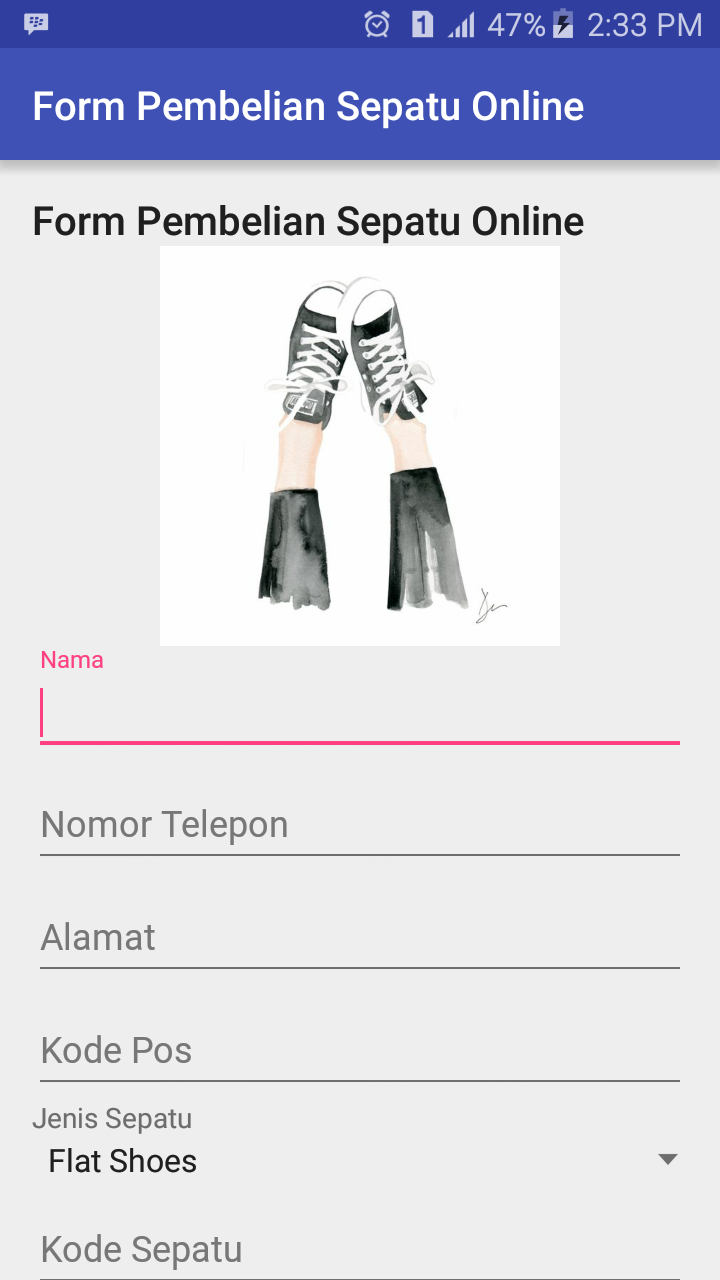 47% 2:33 PM
Form Pembelian Sepatu Online
Form Pembelian Sepatu Online
Nama
Nomor Telepon
Alamat
Kode Pos
Jenis Sepatu
Flat Shoes
Kode Sepatu